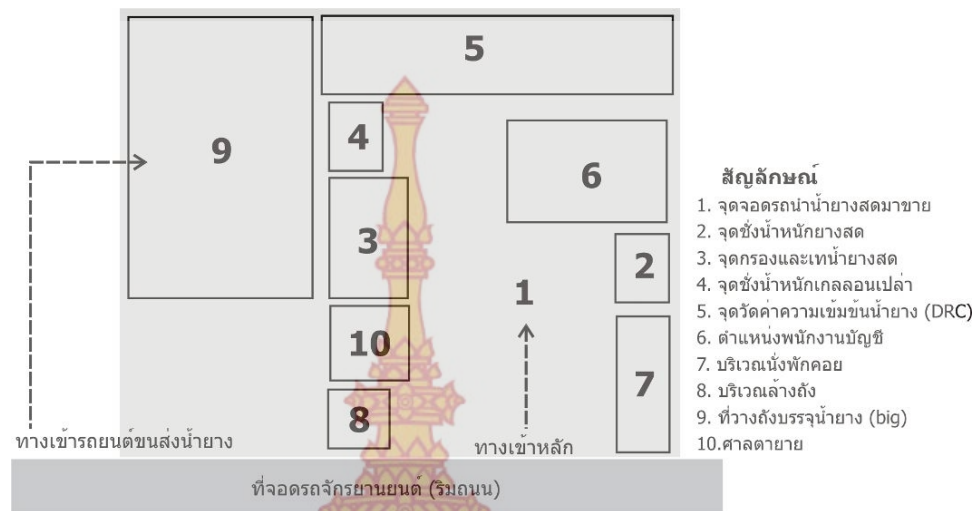 5
9
4
6
3
2
1
10
7
8
ทางเข้ารถยนต์ขนส่งน้ำยาง
ทางเข้าหลัก
ที่จอดรถจักรยานยนต์ (ริมถนน)
สัญลักษณ์
1. จุดจอดรถนำน้ำยางสดมาขาย
2. จุดชั่งน้ำหนักยางสด
3. จุดกรองและเทน้ำยางสด
4. จุดชั่งน้ำหนักเกลลอนเปล่า
5. จุดวัดค่าความเข้มข้นน้ำยาง (DRC)
6. ตำแหน่งพนักงานบัญชี
7. บริเวณนั่งพักคอย
8. บริเวณล้างถัง
9. ที่วางถังบรรจุน้ำยาง (big)
10.ศาลตายาย